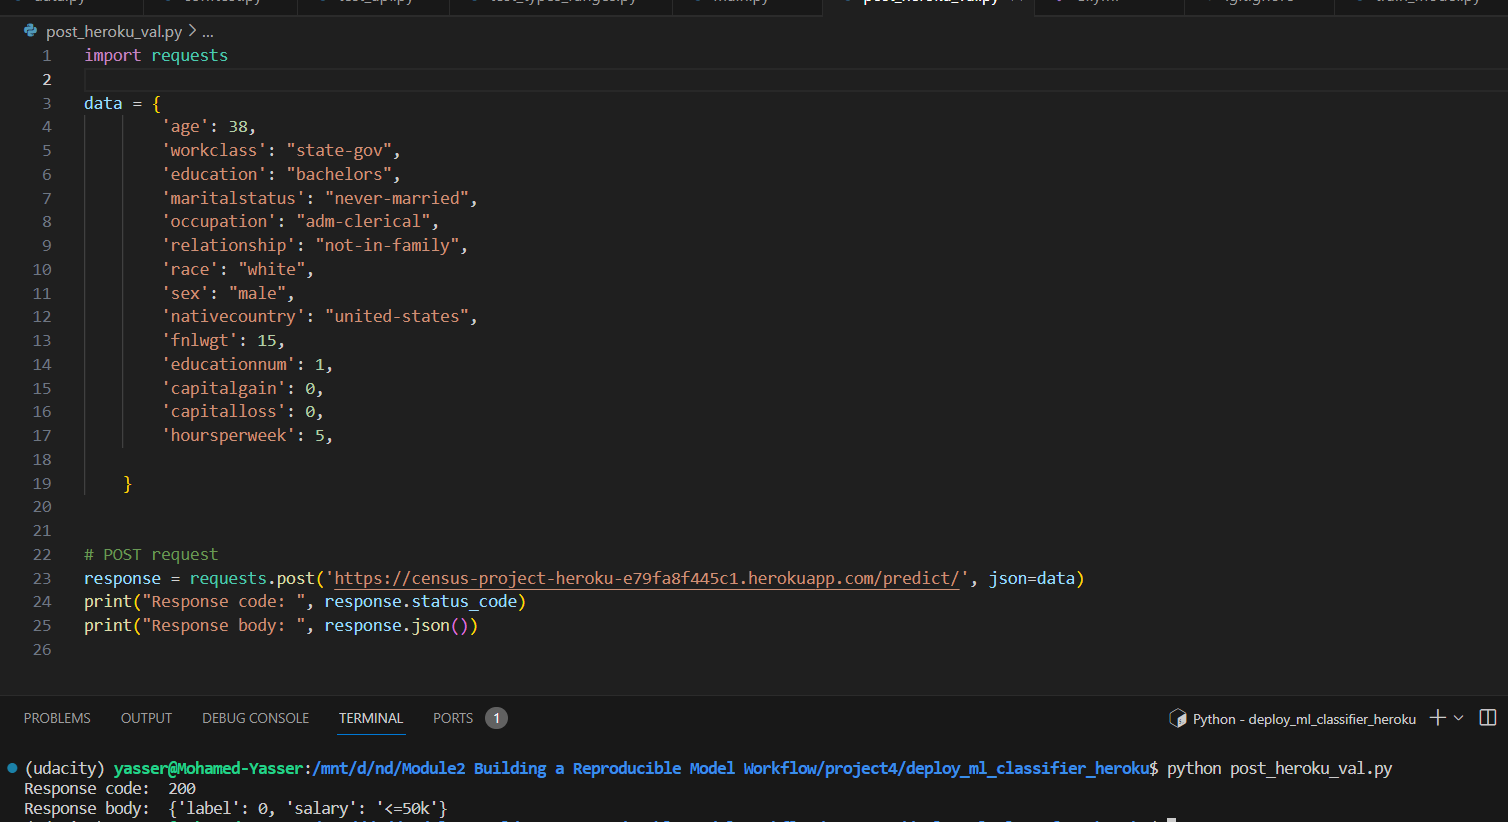 post_heroku_val.py > ...
1 import requests
2
3 data = {
4 'age': 38,
5 'workclass': "state-gov",
6 'education': "bachelors",
7 'maritalstatus': "never-married",
8 'occupation': "adm-clerical",
9 'relationship': "not-in-family",
10 'race': "white",
11 'sex': "male",
12 'nativecountry': "united-states",
13 'fnlwgt': 15,
14 'educationnum': 1,
15 'capitalgain': 0,
16 'capitalloss': 0,
17 'hoursperweek': 5,
18
19 }
20
21
22 # POST request
23 response = requests.post('https://census-project-heroku-e79fa8f445c1.herokuapp.com/predict/', json=data)
24 print("Response code: ", response.status_code)
25 print("Response body: ", response.json())
26
PROBLEMS OUTPUT DEBUG CONSOLE TERMINAL PORTS 1 Python - deploy_ml_classifier_heroku
(udacity) yasser@Mohamed-Yasser:/mnt/d/nd/Module2 Building a Reproducible Model Workflow/project4/deploy_ml_classifier_heroku$ python post_heroku_val.py
Response code:  200
Response body:  {'label': 0, 'salary': '<=50k'}